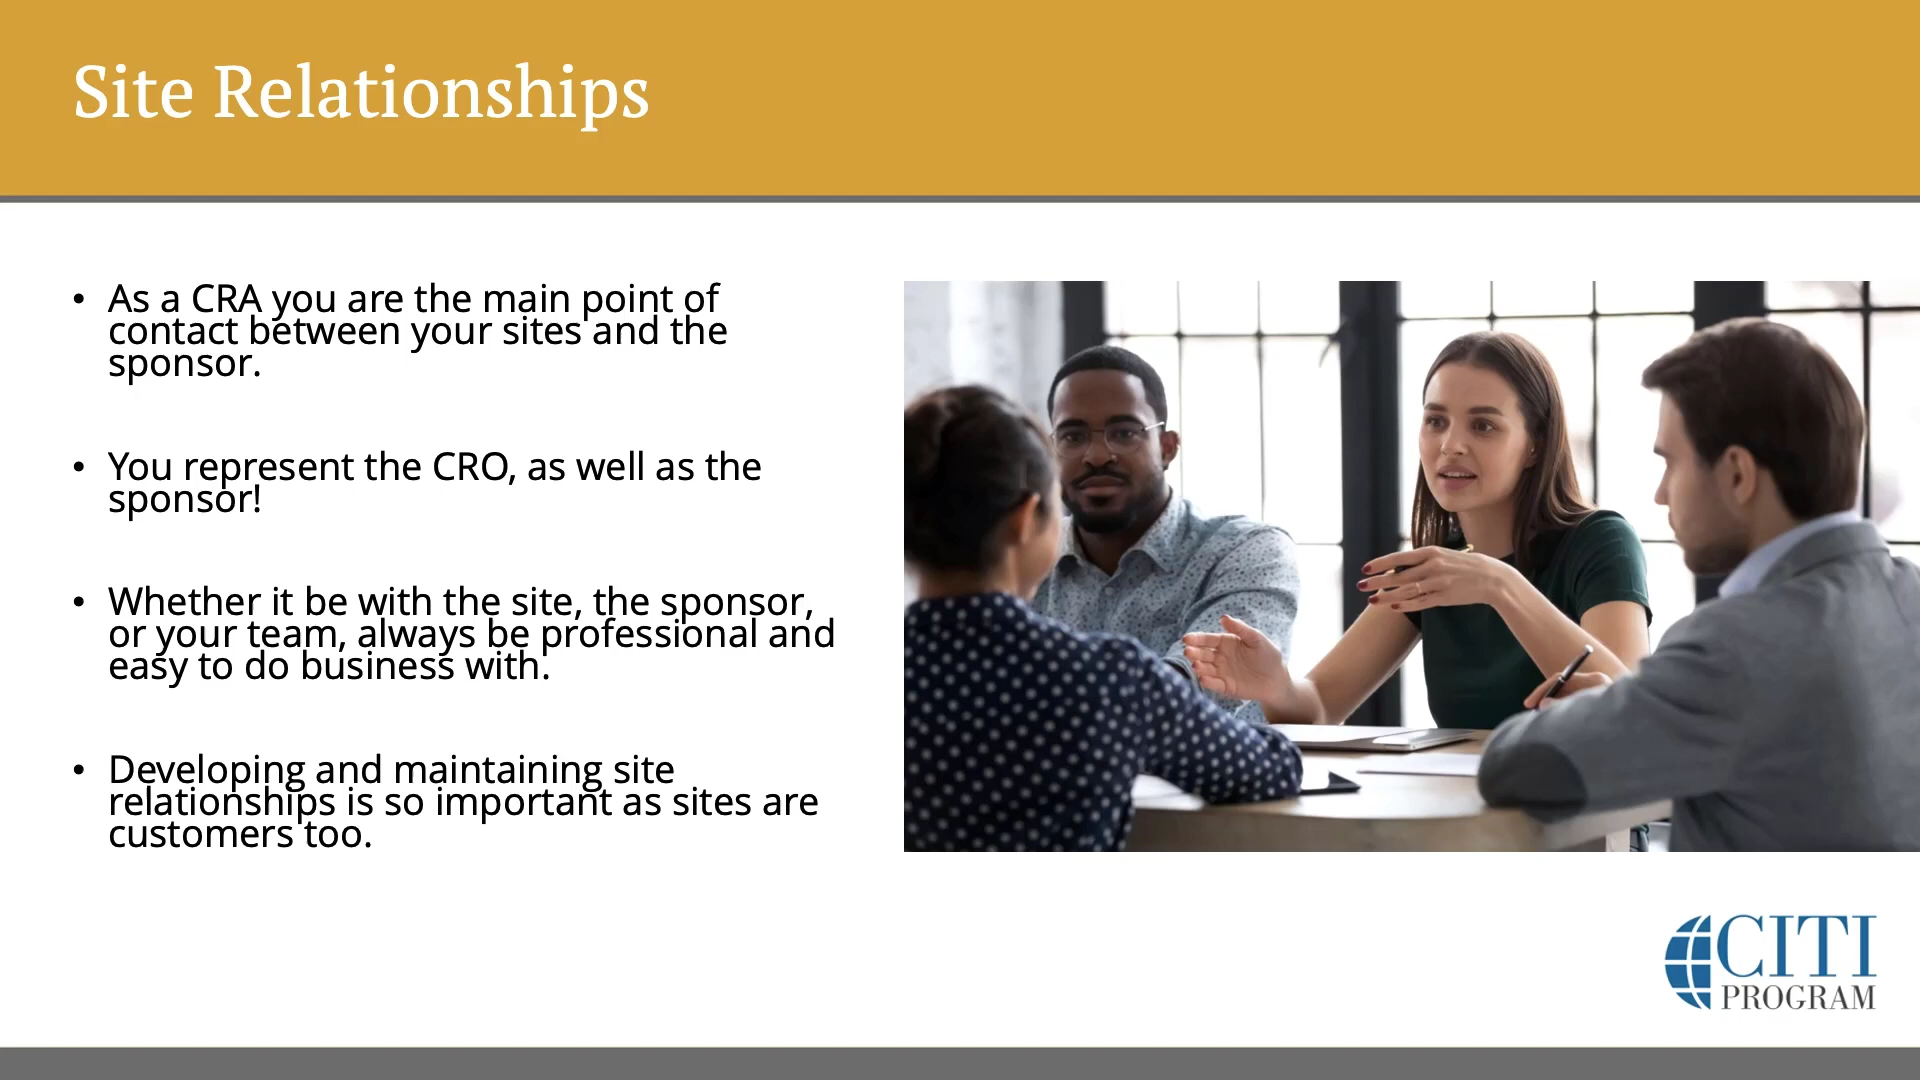 Site Relationships
• As a CRA you are the main point of
contact between your sites and the
sponsor.
• You represent the CRO, as well as the
sponsor!
• Whether it be with the site, the sponsor,
or your team, always be professional and
easy to do business with.
• Developing and maintaining site
relationships is so important as sites are
customers too.
CITI
PROGRAM